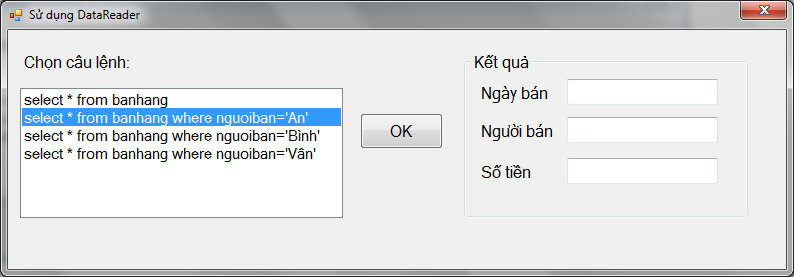 Sử dụng DataReader
Chọn câu lệnh:
select * from banhang
select * from banhang where nguoiban='An'
select * from banhang where nguoiban='Bình'
select * from banhang where nguoiban='Vân'
OK
Kết quả
Ngày bán
Người bán
Số tiền